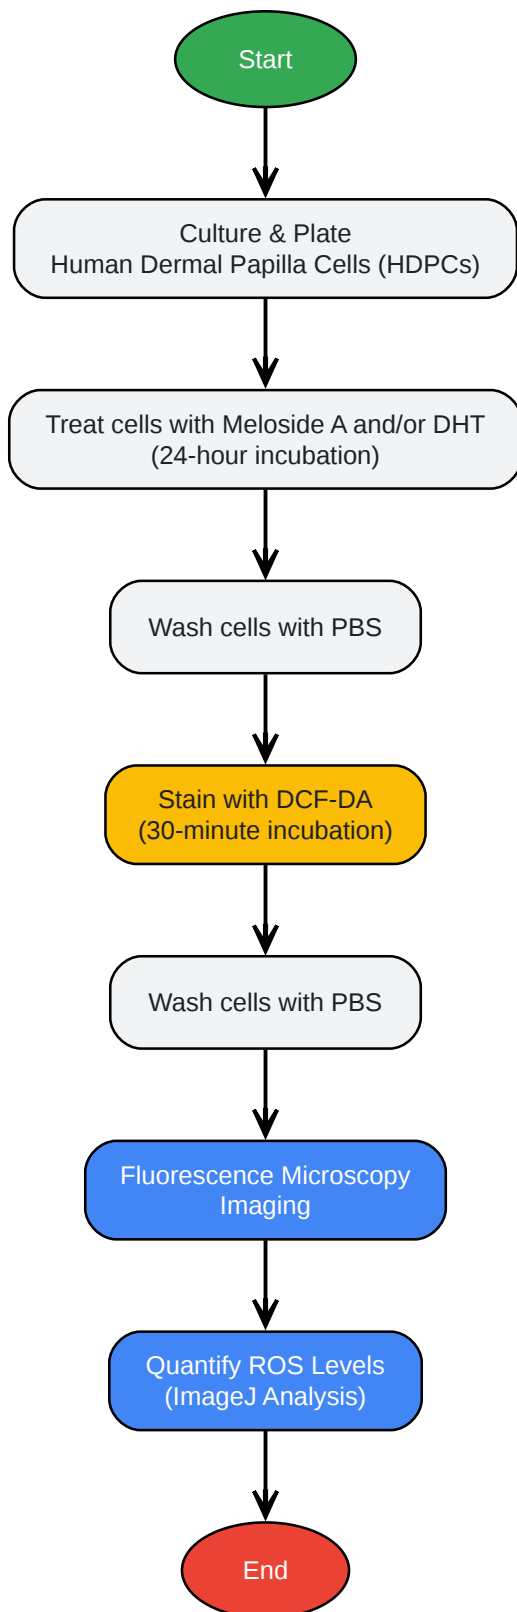 Start
Culture & Plate
Human Dermal Papilla Cells (HDPCs)
Treat cells with Meloside A and/or DHT
(24-hour incubation)
Wash cells with PBS
Stain with DCF-DA
(30-minute incubation)
Wash cells with PBS
Fluorescence Microscopy
Imaging
Quantify ROS Levels
(ImageJ Analysis)
End